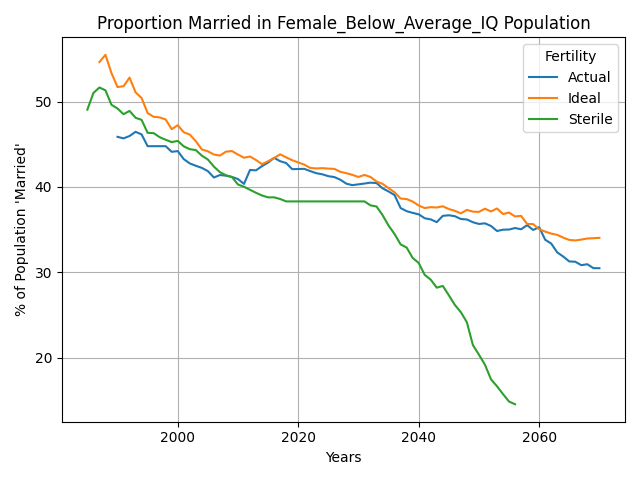 Proportion Married in Female_Below_Average_IQ Population
% of Population 'Married'
50
40
30
20
Fertility
Actual
Ideal
Sterile
2000 2020 2040 2060
Years